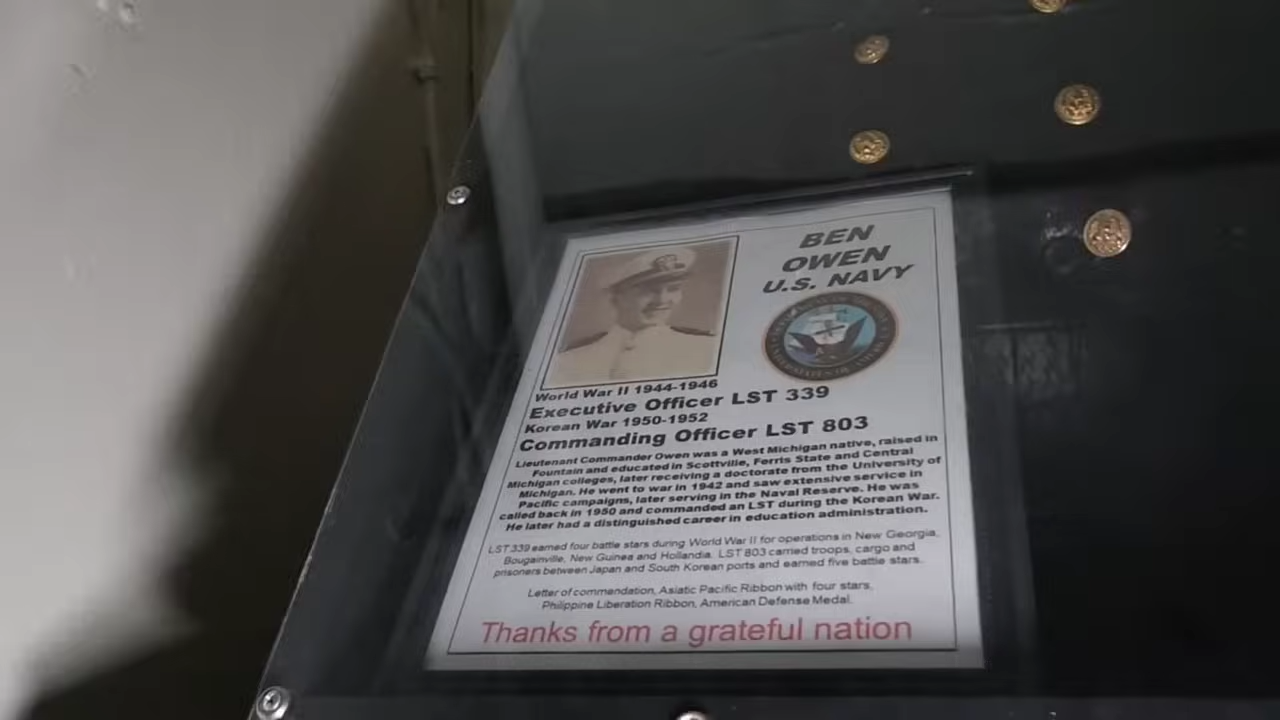 BEN
OWEN
U.S. NAVY
World War II 1944-1946
Executive Officer LST 339
Korean War 1950-1952
Commanding Officer LST 803
Lieutenant Commander Owen was a West Michigan native, raised in
Fountain and educated in Scottville, Ferris State and Central
Michigan colleges, later receiving a doctorate from the University of
Michigan. He went to war in 1942 and saw extensive service in
Pacific campaigns, later serving in the Naval Reserve. He was
called back in 1950 and commanded an LST during the Korean War.
He later had a distinguished career in education administration.
LST 339 earned four battle stars during World War II for operations in New Georgia,
Bougainville, New Guinea and Hollandia. LST 803 carried troops, cargo and
prisoners between Japan and South Korean ports and earned five battle stars.
Letter of commendation, Asiatic Pacific Ribbon with four stars,
Philippine Liberation Ribbon, American Defense Medal.
Thanks from a grateful nation